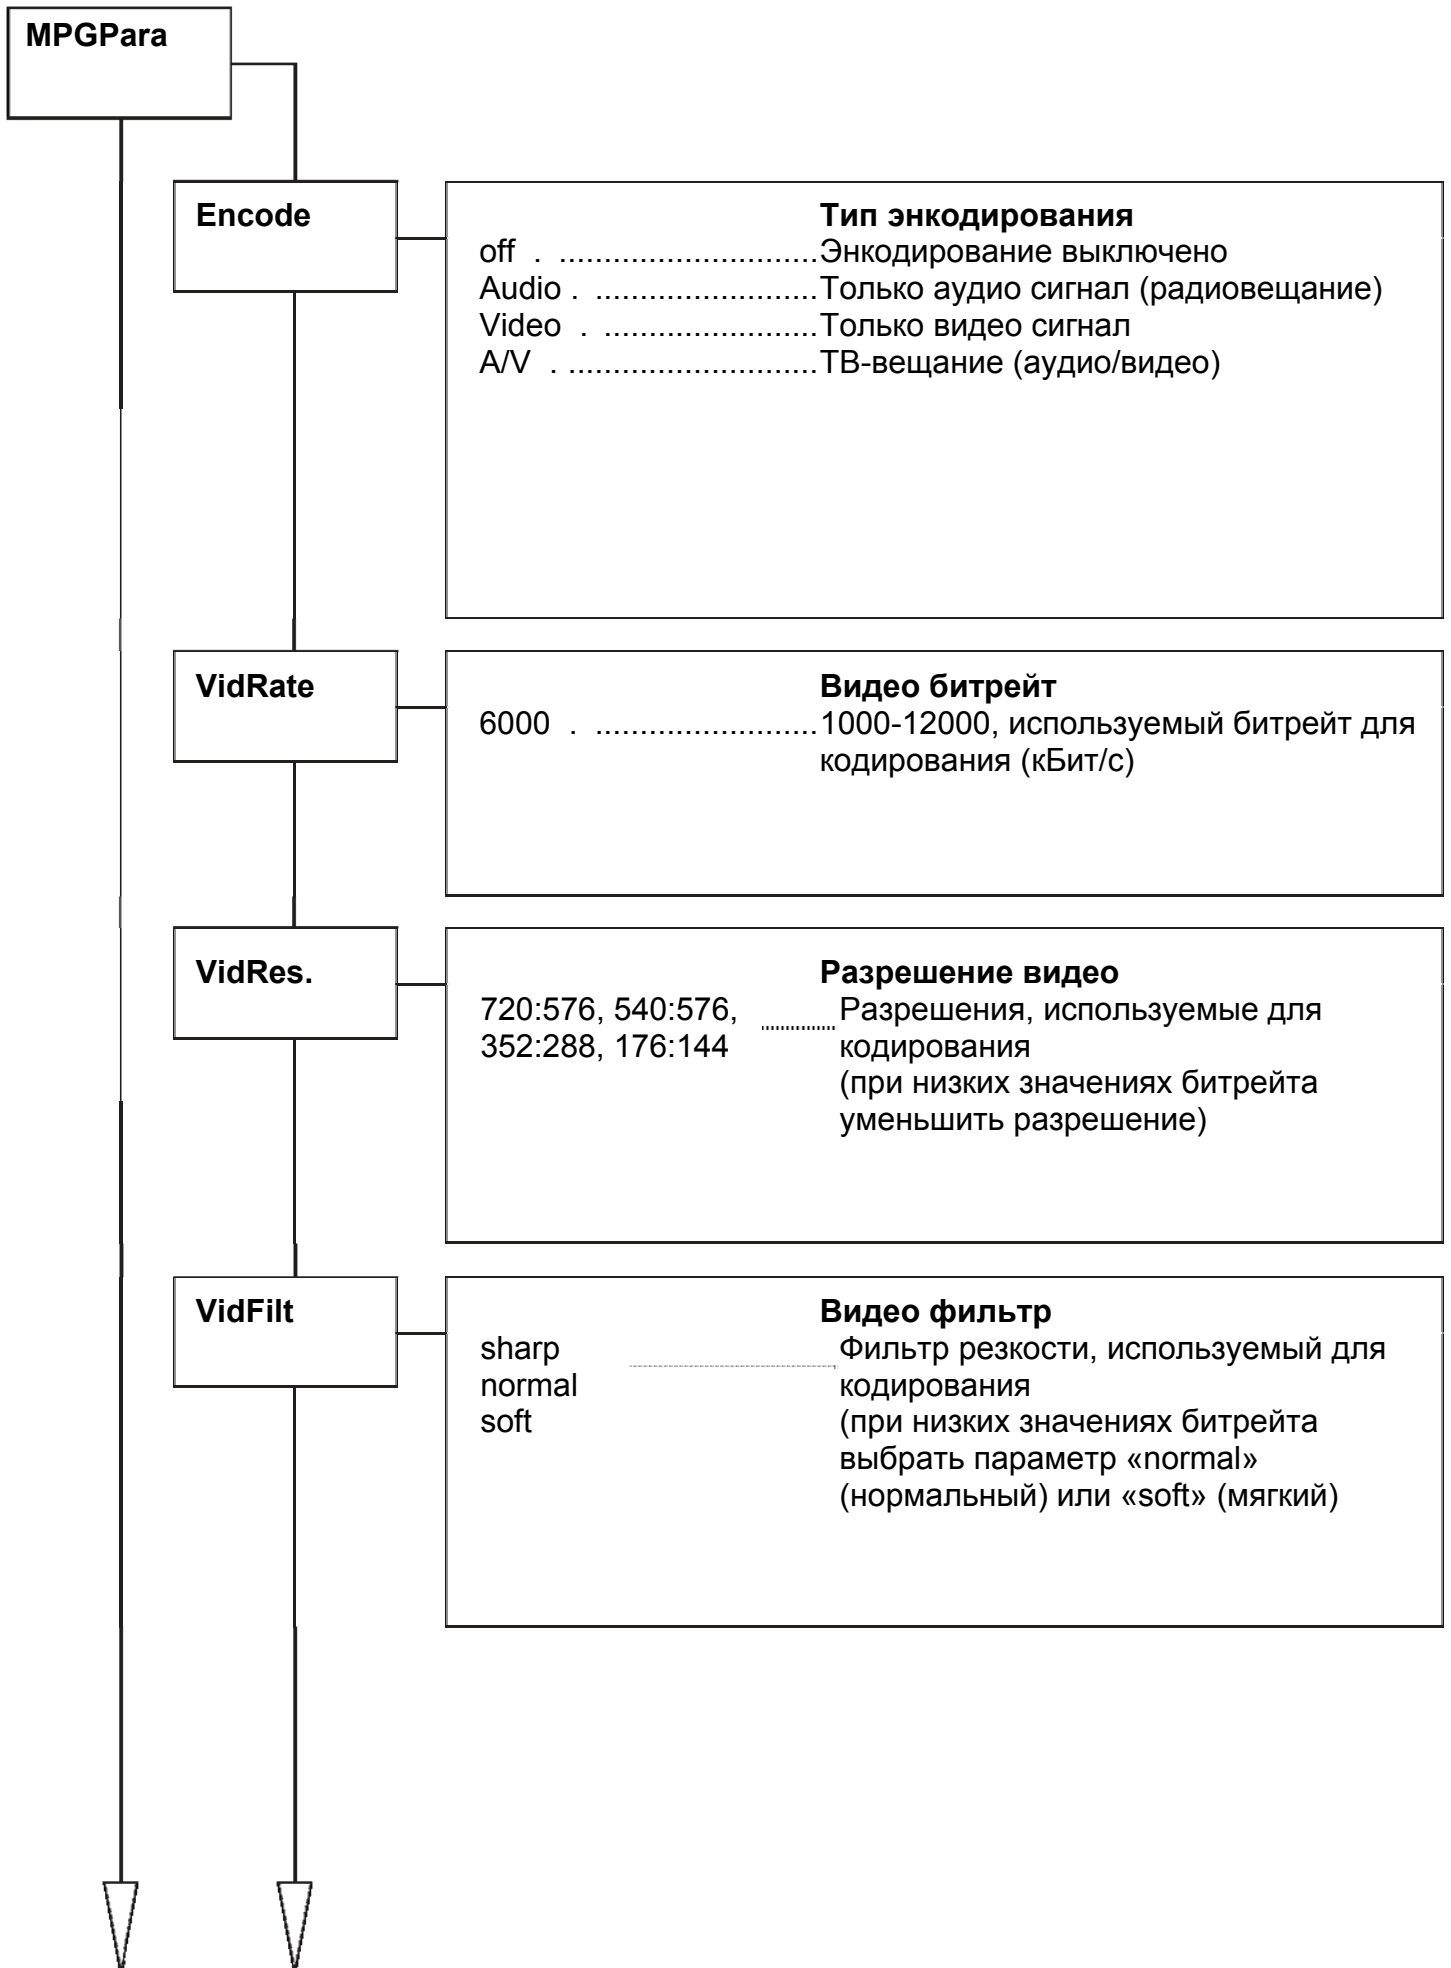 MPGPara
Encode
Тип энкодирования
off . .............................Энкодирование выключено
Audio . .........................Только аудио сигнал (радиовещание)
Video . ........................Только видео сигнал
A/V . ............................ТВ-вещание (аудио/видео)
VidRate
Видео битрейт
6000 . .........................1000-12000, используемый битрейт для
кодирования (кБит/с)
VidRes.
Разрешение видео
720:576, 540:576, ............... Разрешения, используемые для
352:288, 176:144 кодирования
(при низких значениях битрейта
уменьшить разрешение)
VidFilt
Видео фильтр
sharp ............... Фильтр резкости, используемый для
normal кодирования
soft (при низких значениях битрейта
выбрать параметр «normal»
(нормальный) или «soft» (мягкий)